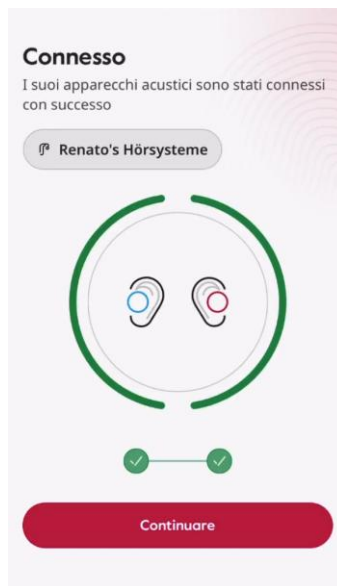 Connesso
I suoi apparecchi acustici sono stati connessi
con successo
Renato's Hörsysteme
Continuare